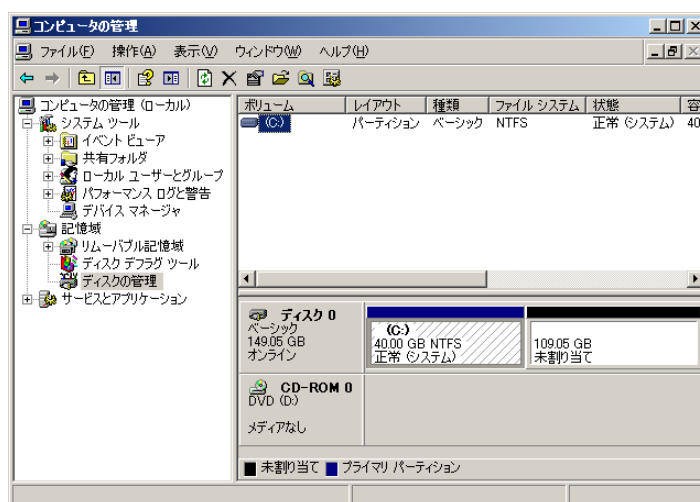 コンピュータの管理
ファイル(F) 操作(A) 表示(V) ウィンドウ(W) ヘルプ(H)
コンピュータの管理 (ローカル)
システム ツール
イベント ビューア
共有フォルダ
ローカル ユーザーとグループ
パフォーマンス ログと警告
デバイス マネージャ
記憶域
リムーバブル記憶域
ディスク デフラグ ツール
ディスクの管理
サービスとアプリケーション
ボリューム レイアウト 種類 ファイル システム 状態 容
(C:) パーティション ベーシック NTFS 正常 (システム) 40
ディスク 0
ベーシック
149.05 GB
オンライン
(C:)
40.00 GB NTFS
正常 (システム)
109.05 GB
未割り当て
CD-ROM 0
DVD (D:)
メディアなし
未割り当て プライマリ パーティション